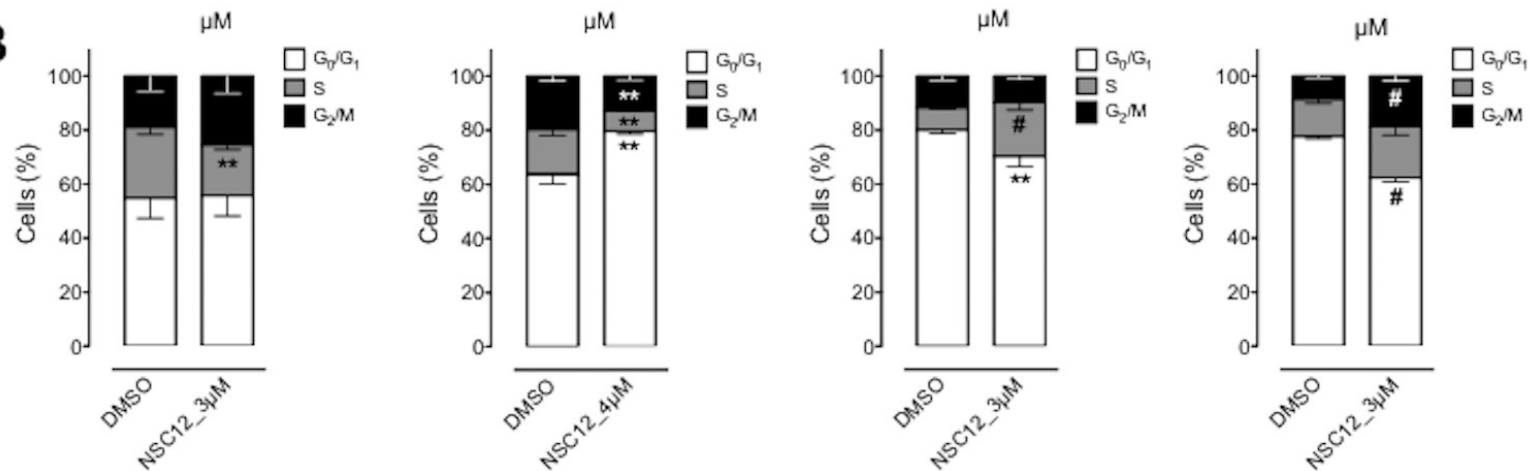 B
µM
G₀/G₁
S
G₂/M
100
80
60
40
20
0
Cells (%)
**
DMSO
NSC12_3µM
µM
G₀/G₁
S
G₂/M
100
80
60
40
20
0
Cells (%)
**
**
**
DMSO
NSC12_4µM
µM
G₀/G₁
S
G₂/M
100
80
60
40
20
0
Cells (%)
#
**
DMSO
NSC12_3µM
µM
G₀/G₁
S
G₂/M
100
80
60
40
20
0
Cells (%)
#
#
DMSO
NSC12_3µM